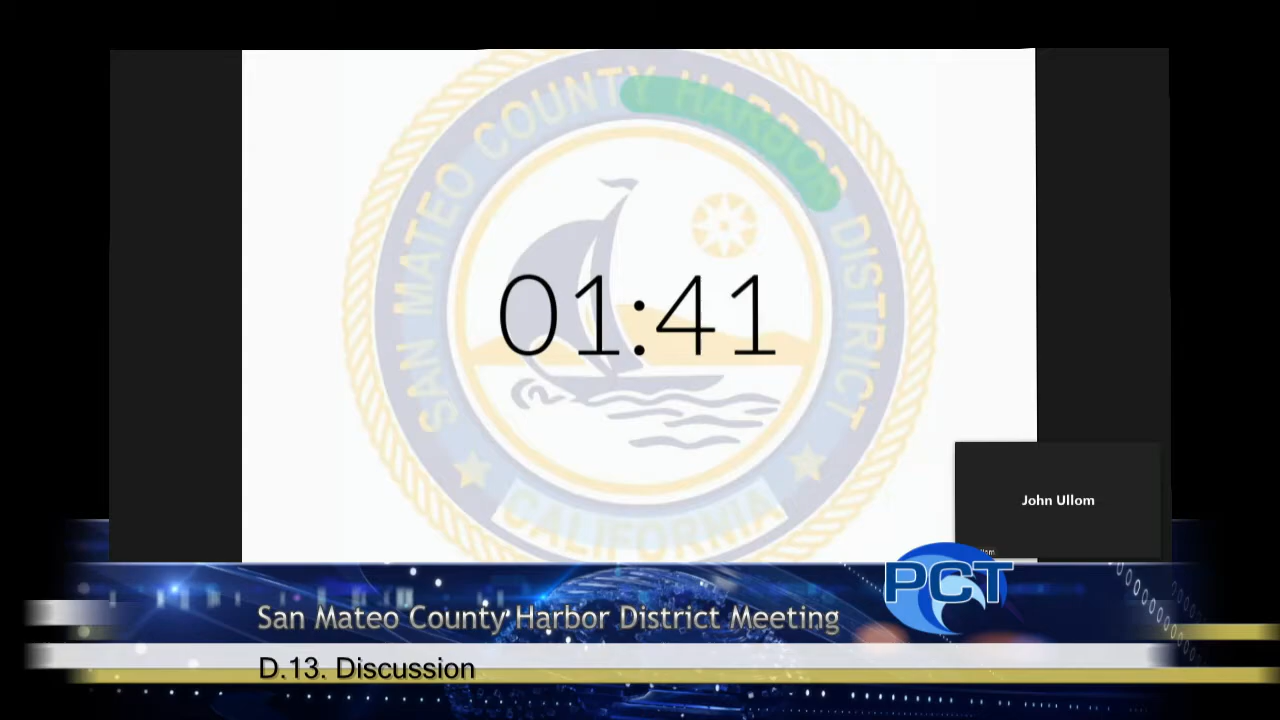 SAN MATEO COUNTY HARBOR DISTRICT
01:41
CALIFORNIA
John Ullom
PCT
San Mateo County Harbor District Meeting
D.13. Discussion